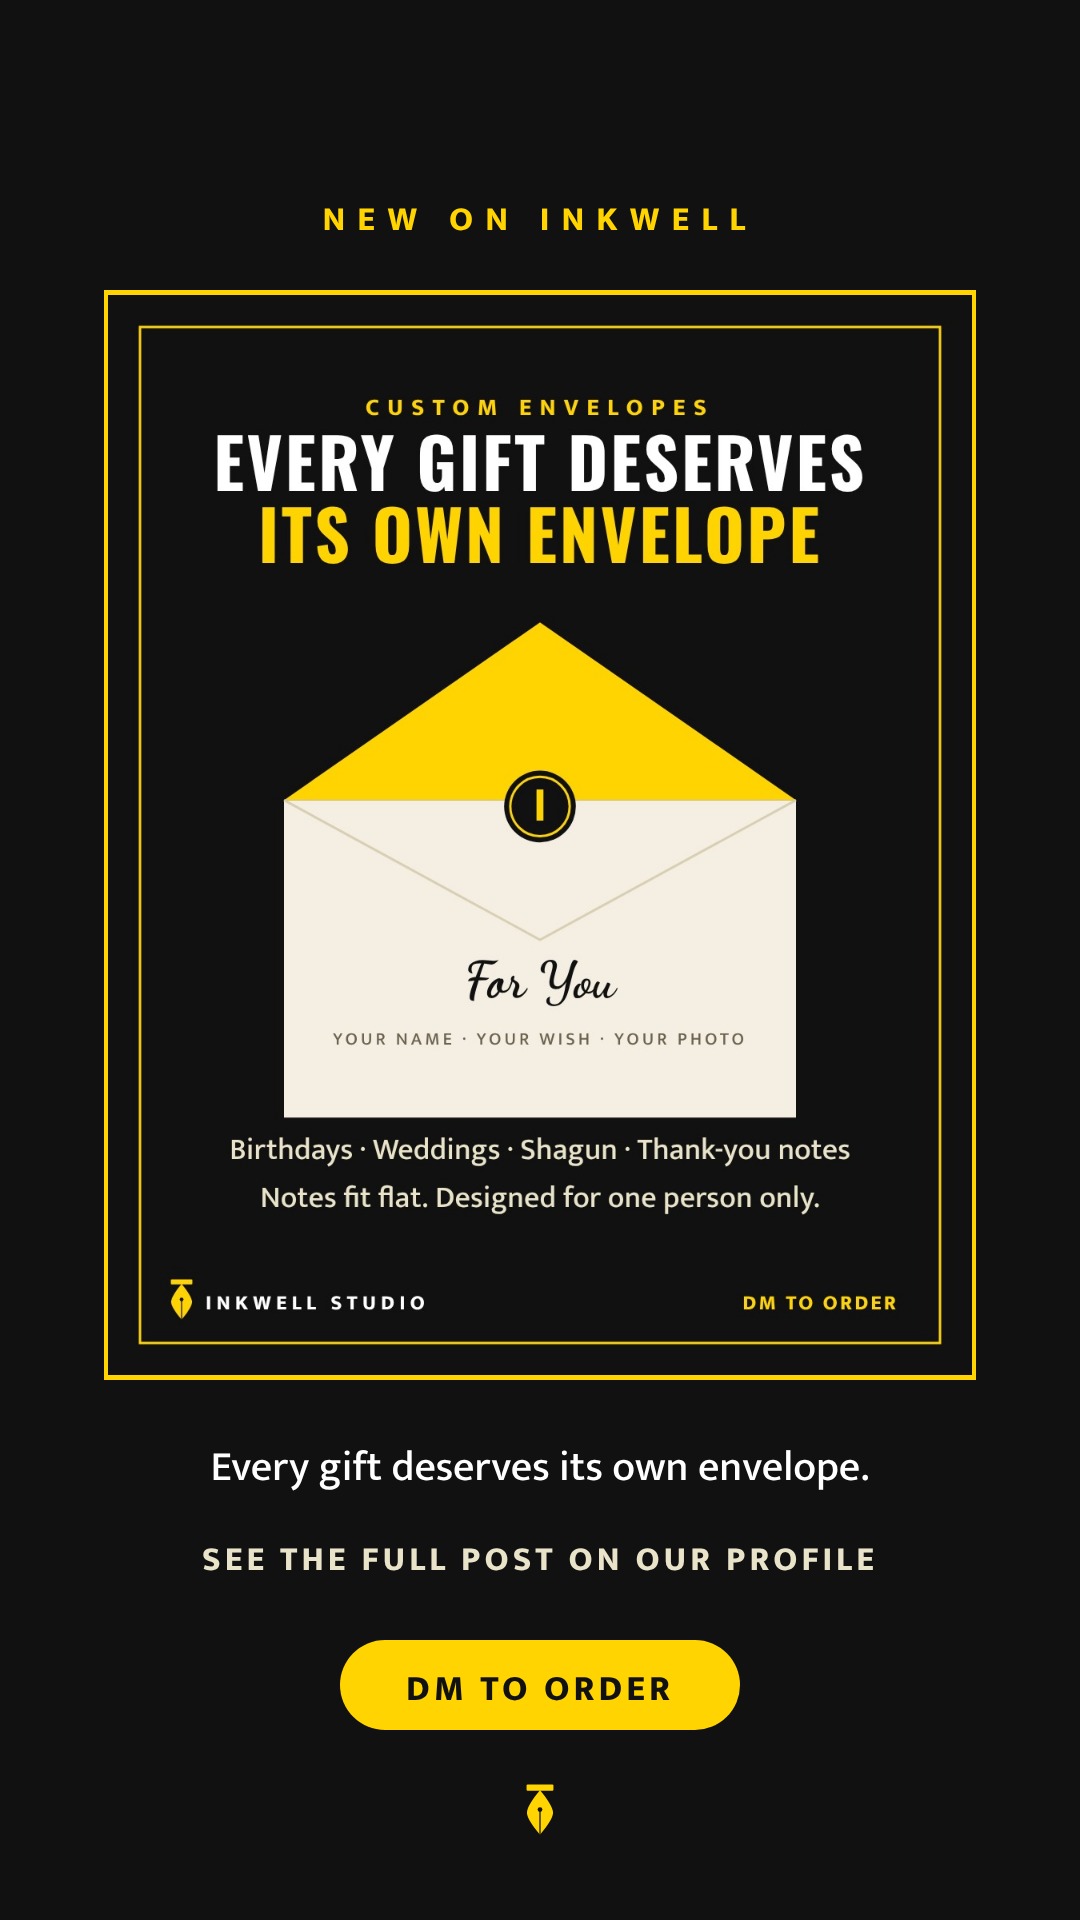 NEW ON INKWELL
CUSTOM ENVELOPES
EVERY GIFT DESERVES
ITS OWN ENVELOPE
I
For You
YOUR NAME · YOUR WISH · YOUR PHOTO
Birthdays · Weddings · Shagun · Thank-you notes
Notes fit flat. Designed for one person only.
INKWELL STUDIO
DM TO ORDER
Every gift deserves its own envelope.
SEE THE FULL POST ON OUR PROFILE
DM TO ORDER